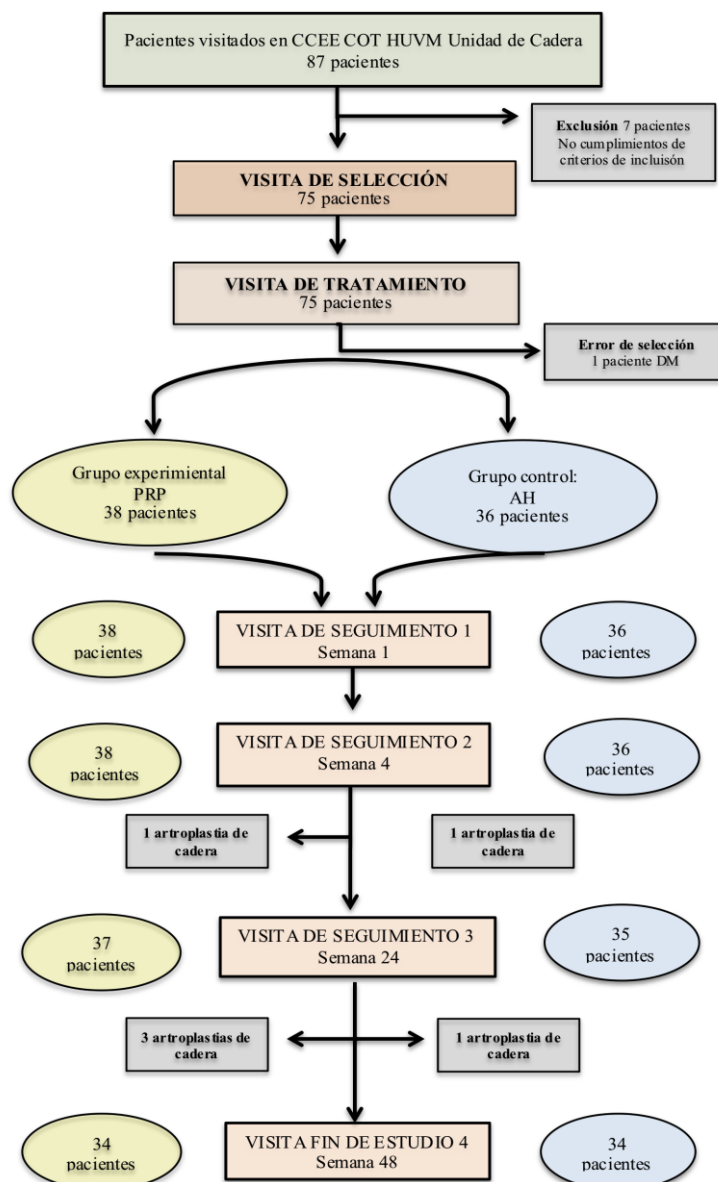 Pacientes visitados en CCEE COT HUVM Unidad de Cadera
87 pacientes
Exclusión 7 pacientes
No cumplimientos de
criterios de incluisón
VISITA DE SELECCIÓN
75 pacientes
VISITA DE TRATAMIENTO
75 pacientes
Error de selección
1 paciente DM
Grupo experimental
PRP
38 pacientes
Grupo control:
AH
36 pacientes
38
pacientes
VISITA DE SEGUIMIENTO 1
Semana 1
36
pacientes
38
pacientes
VISITA DE SEGUIMIENTO 2
Semana 4
36
pacientes
1 artroplastia de
cadera
1 artroplastia de
cadera
37
pacientes
VISITA DE SEGUIMIENTO 3
Semana 24
35
pacientes
3 artroplastias de
cadera
1 artroplastia de
cadera
34
pacientes
VISITA FIN DE ESTUDIO 4
Semana 48
34
pacientes